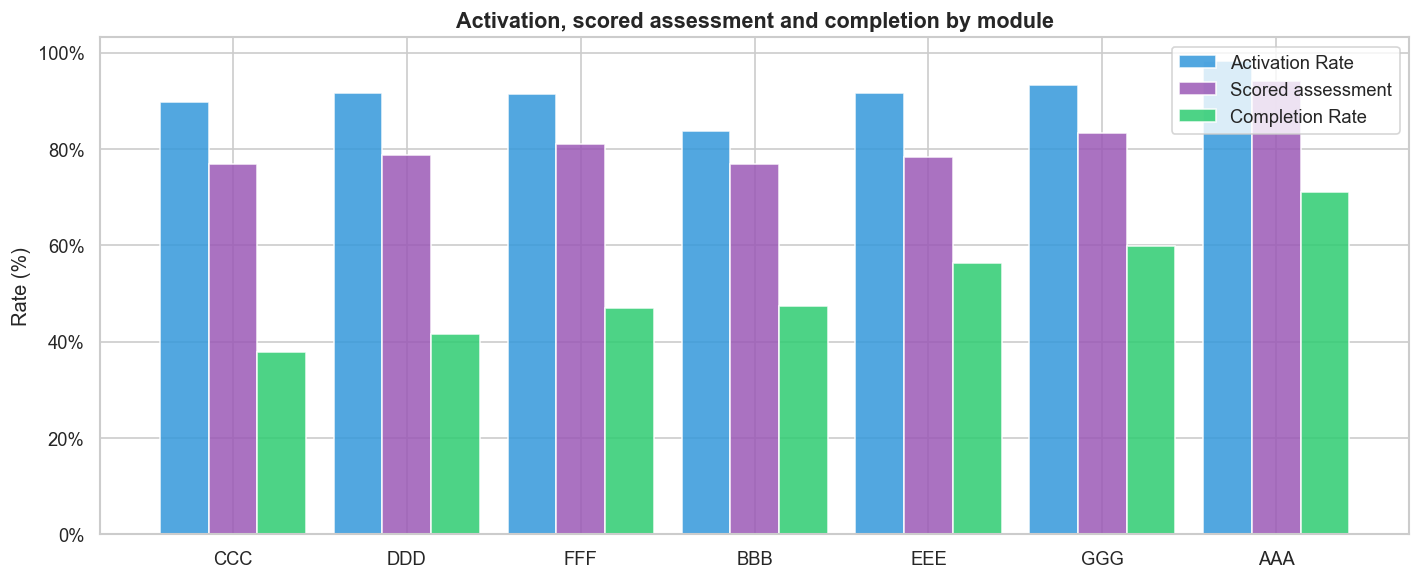 Activation, scored assessment and completion by module
100%
80%
60%
40%
20%
0%
Rate (%)
Activation Rate
Scored assessment
Completion Rate
CCC
DDD
FFF
BBB
EEE
GGG
AAA